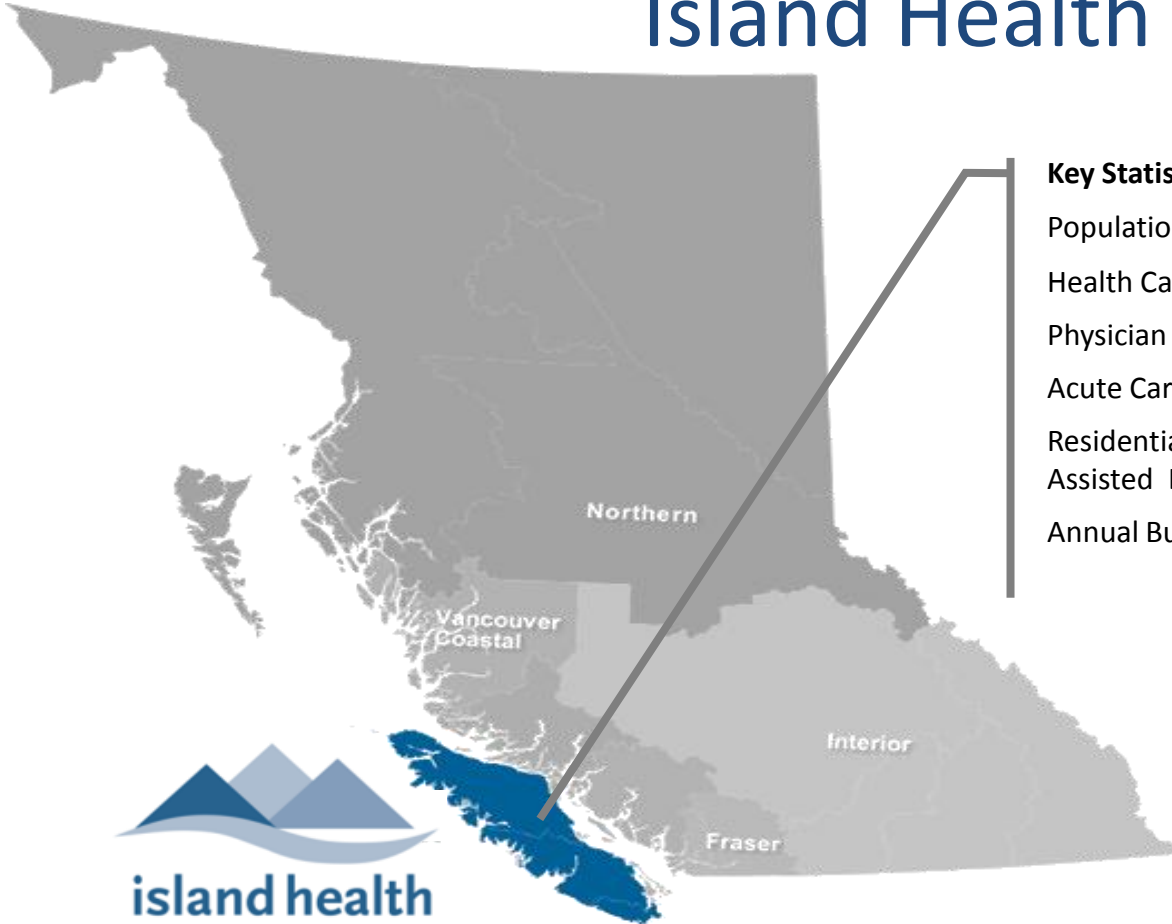 Island Health
Key Statis
Populatio
Health Ca
Physician
Acute Car
Residentia
Assisted
Annual Bu
Northern
Vancouver
Coastal
Interior
Fraser
island health